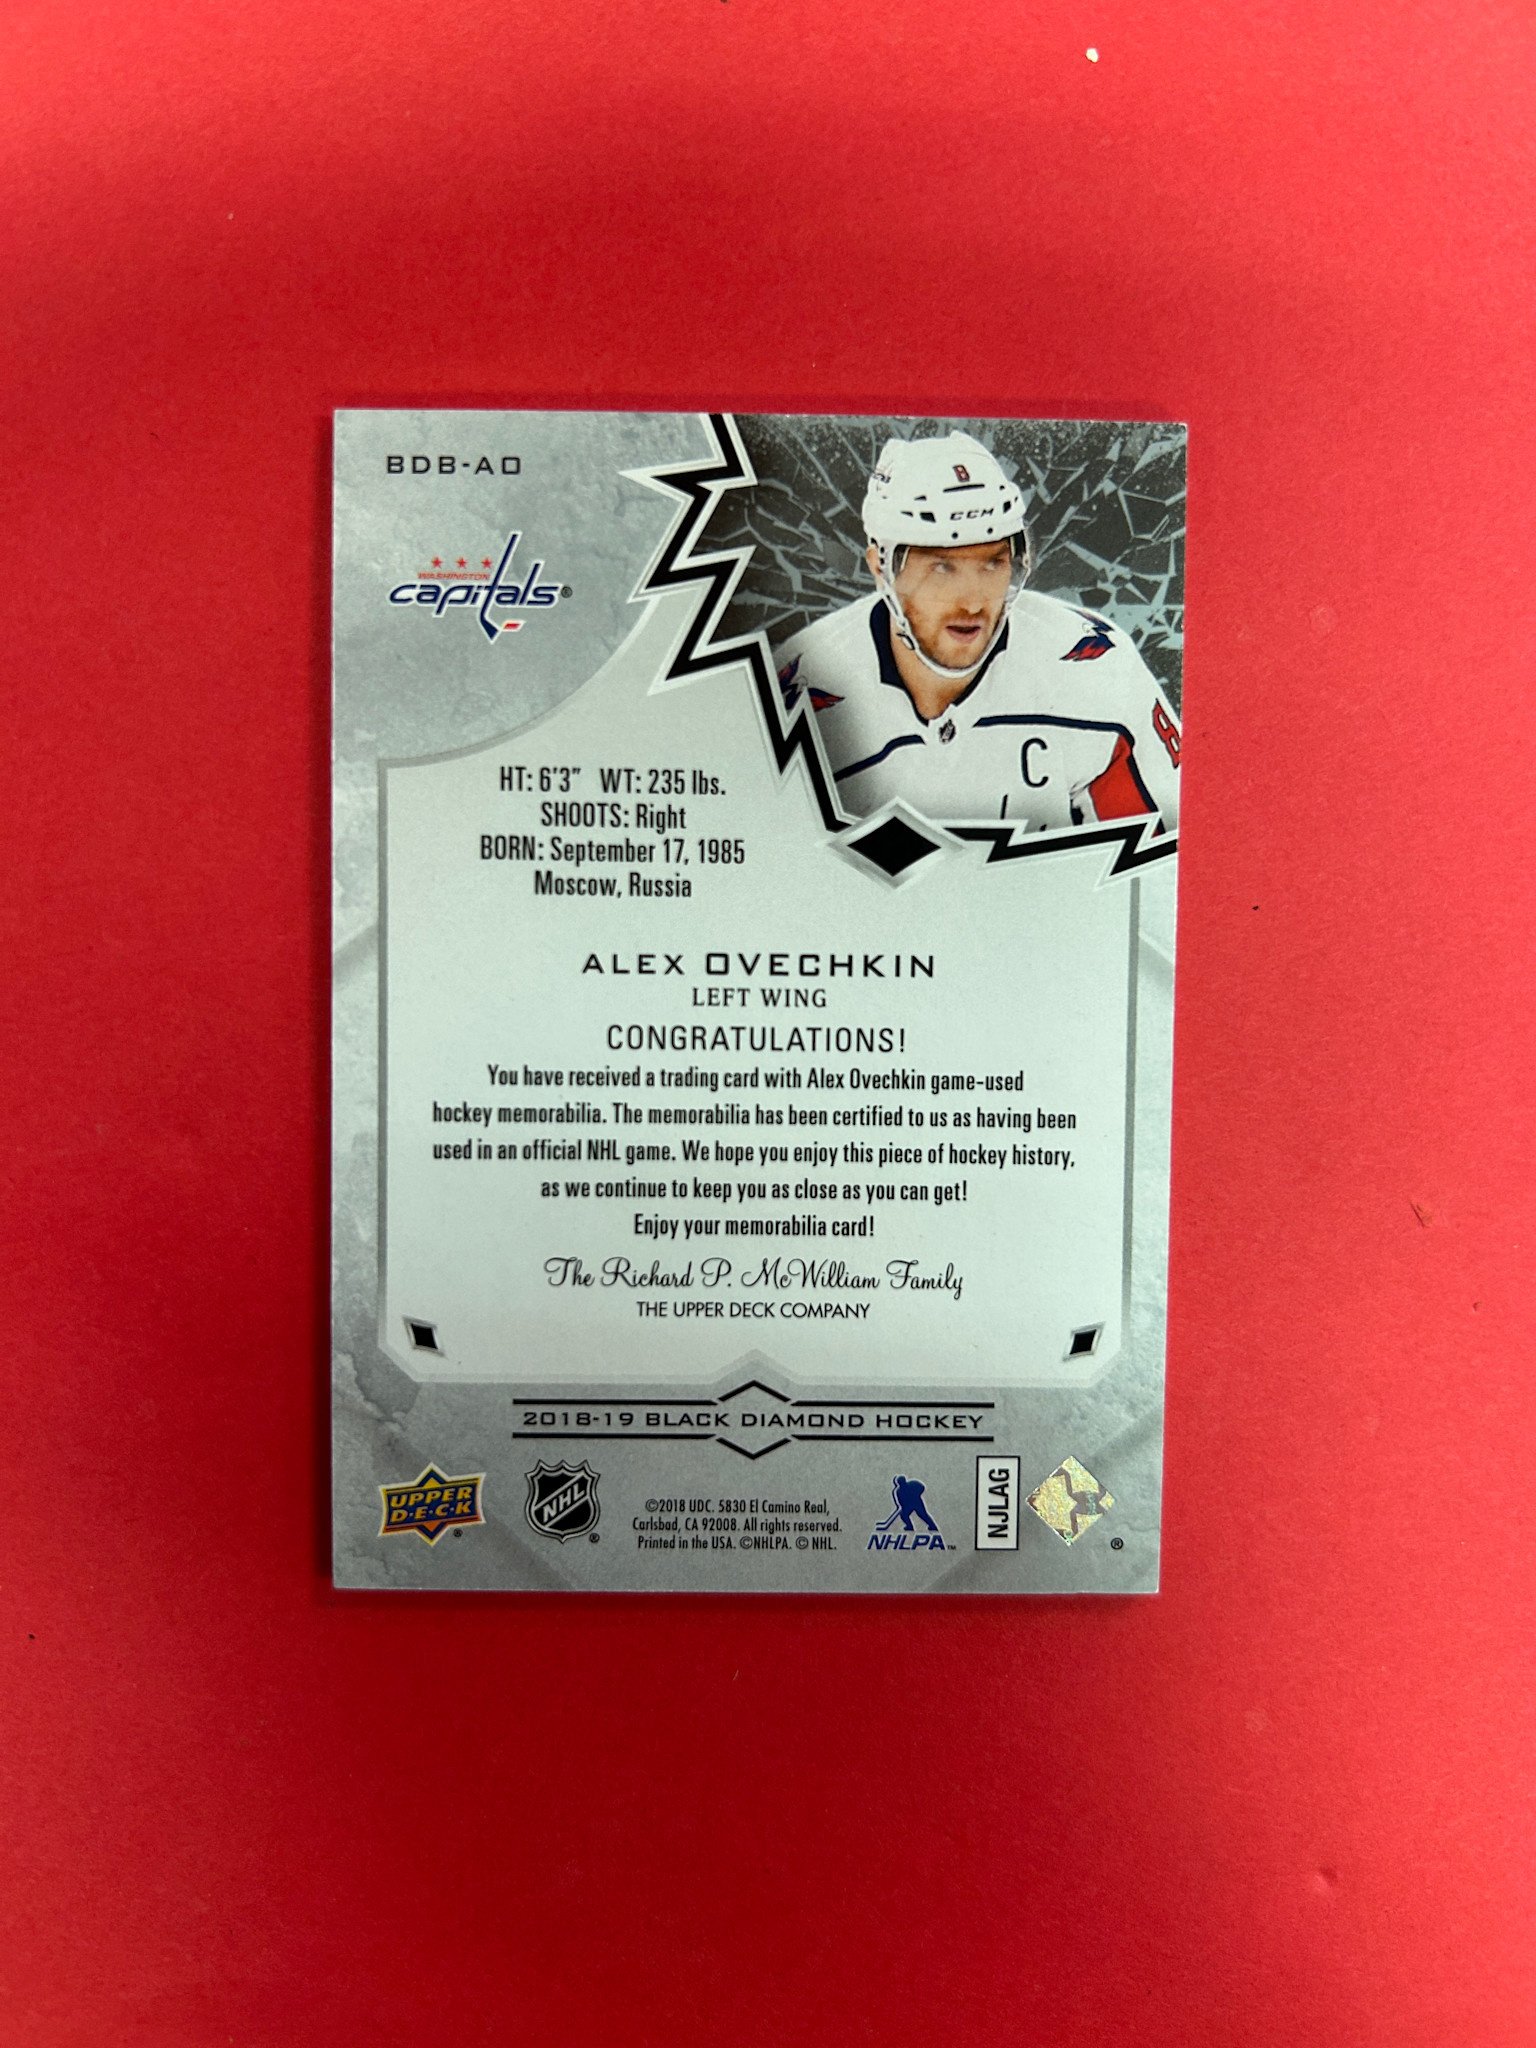 BDB-AO
8
CCM
WASHINGTON
capitals®
C
8
HT: 6'3" WT: 235 lbs.
SHOOTS: Right
BORN: September 17, 1985
Moscow, Russia
ALEX OVECHKIN
LEFT WING
CONGRATULATIONS!
You have received a trading card with Alex Ovechkin game-used
hockey memorabilia. The memorabilia has been certified to us as having been
used in an official NHL game. We hope you enjoy this piece of hockey history,
as we continue to keep you as close as you can get!
Enjoy your memorabilia card!
The Richard P. McWilliam Family
THE UPPER DECK COMPANY
2018-19 BLACK DIAMOND HOCKEY
UPPER
D·E·C·K®
NHL®
©2018 UDC. 5830 El Camino Real,
Carlsbad, CA 92008. All rights reserved.
Printed in the USA. ©NHLPA. © NHL.
NHLPA™
NJLAG
®